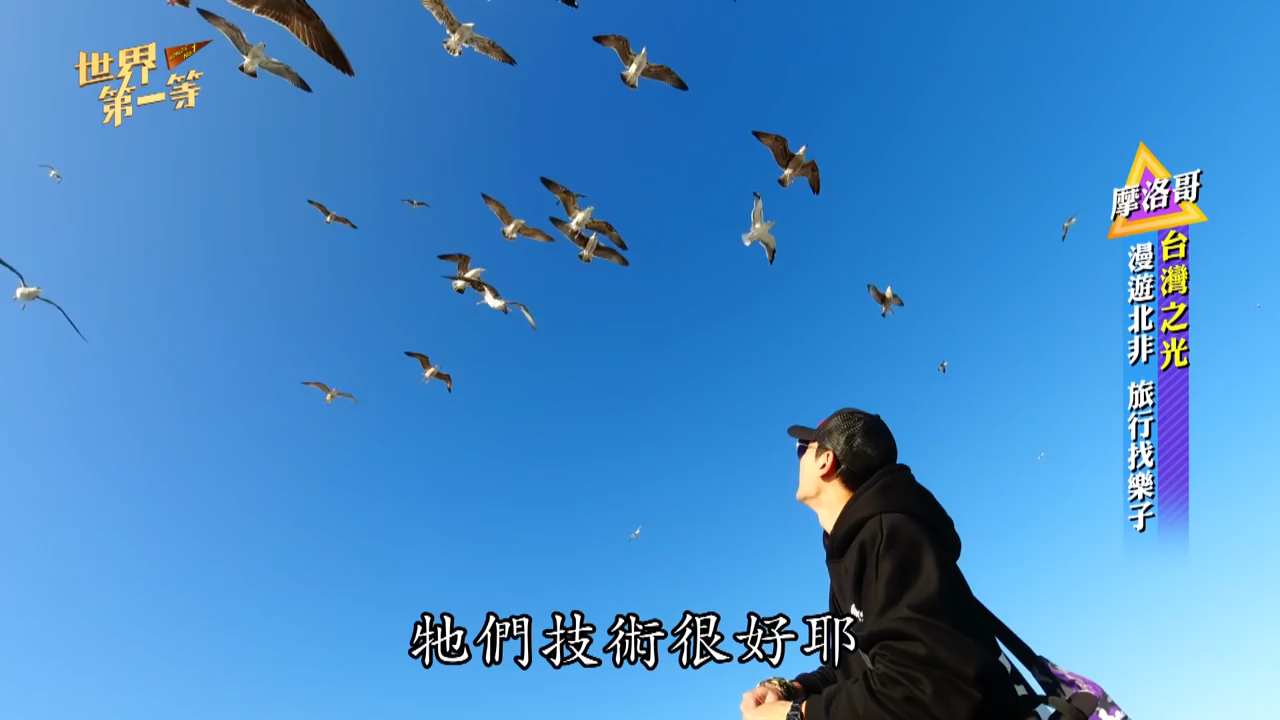 世界
第一等
摩洛哥
台灣之光
漫遊北非 旅行找樂子
牠們技術很好耶